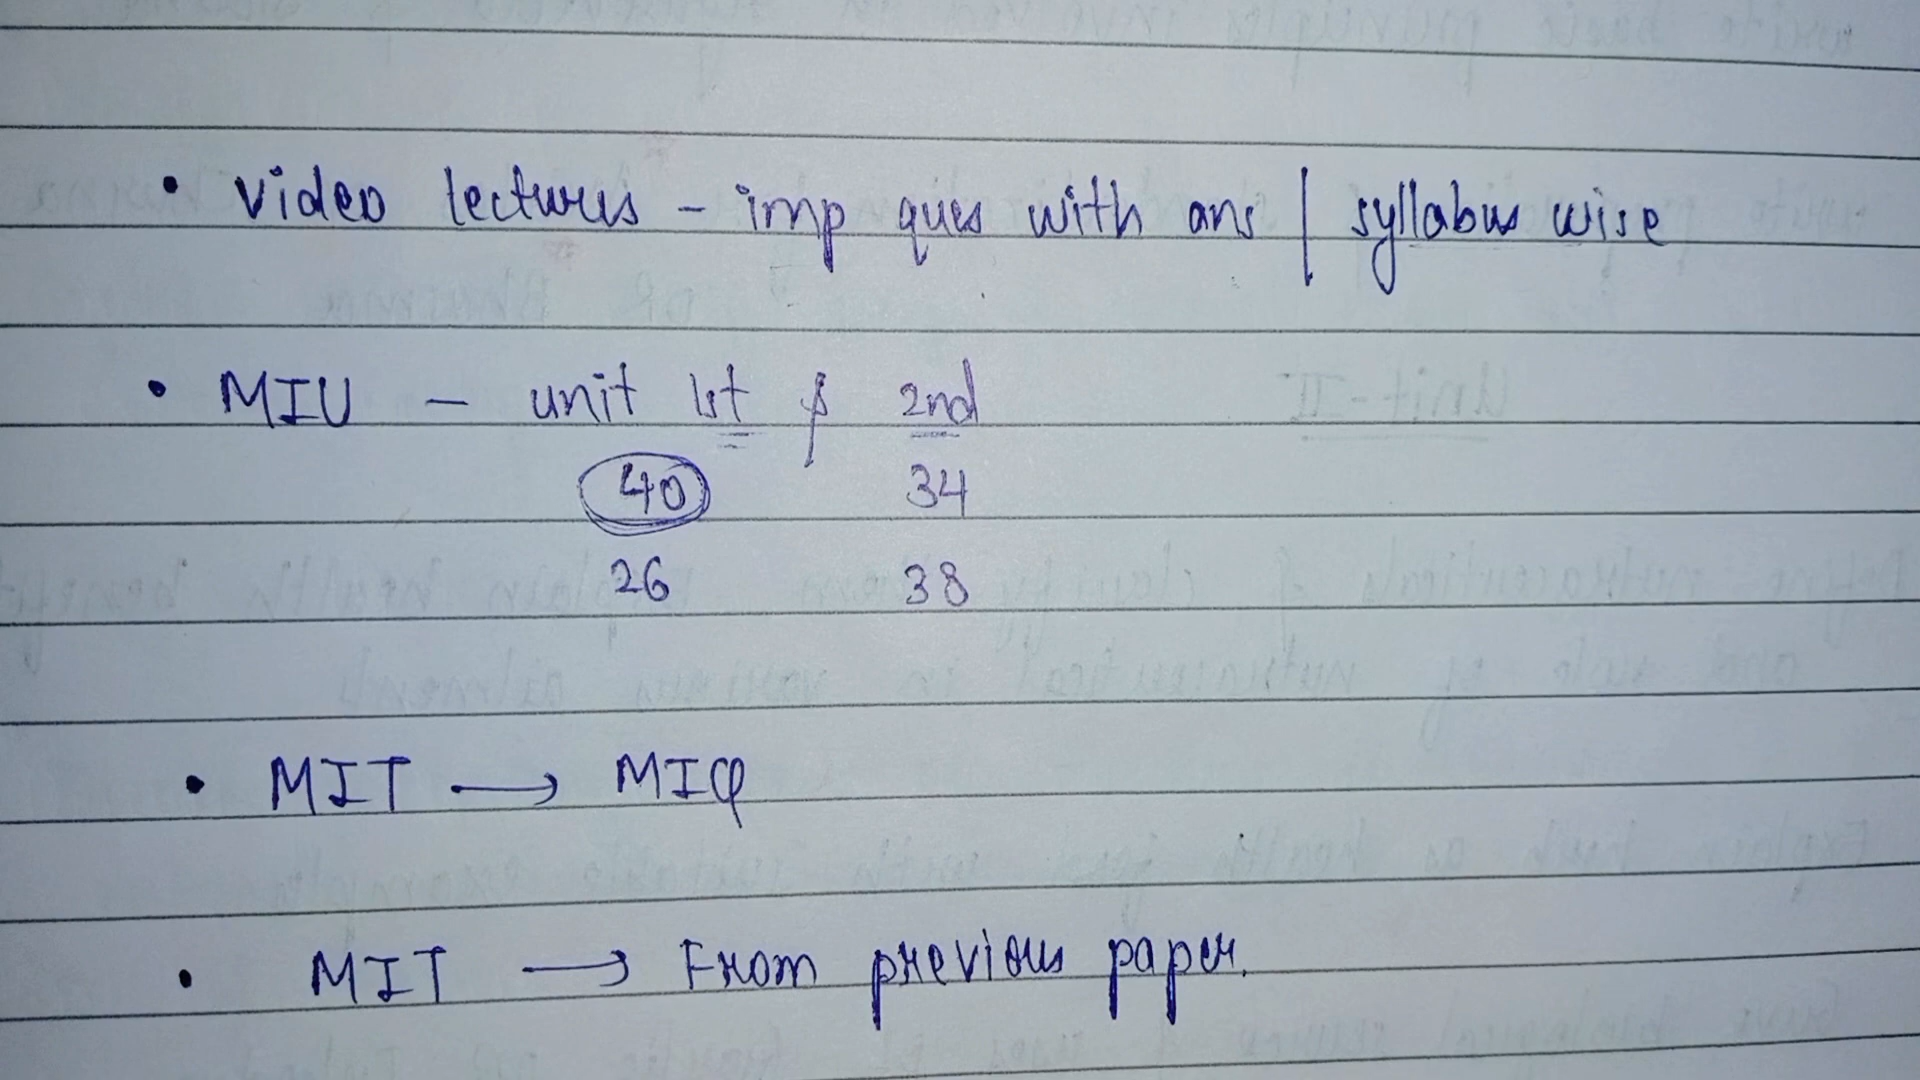 • Video lectures - imp ques with ans | syllabus wise
• MIU - unit 1st & 2nd
40 34
26 38
• MIT → MIQ
• MIT → From previous paper.